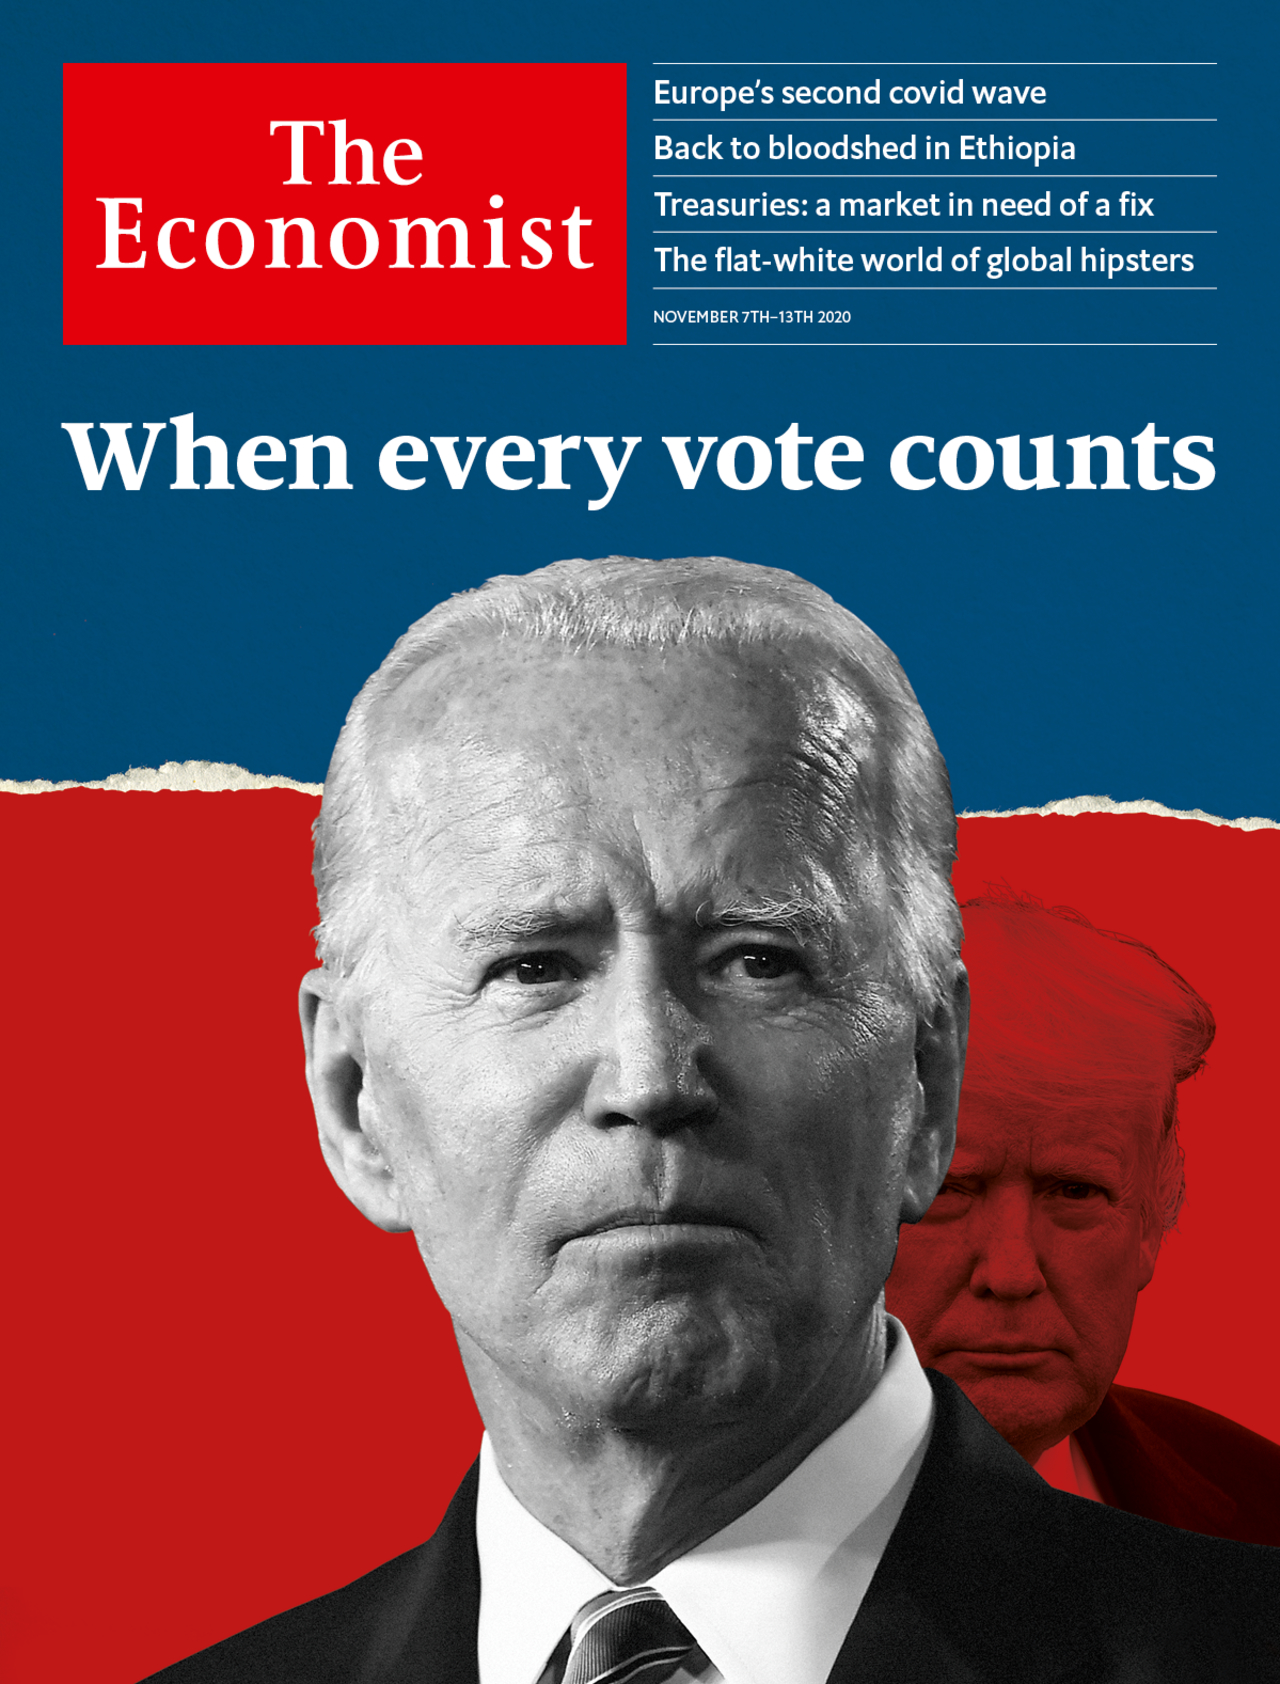 The
Economist
Europe’s second covid wave
Back to bloodshed in Ethiopia
Treasuries: a market in need of a fix
The flat-white world of global hipsters
NOVEMBER 7TH–13TH 2020
When every vote counts